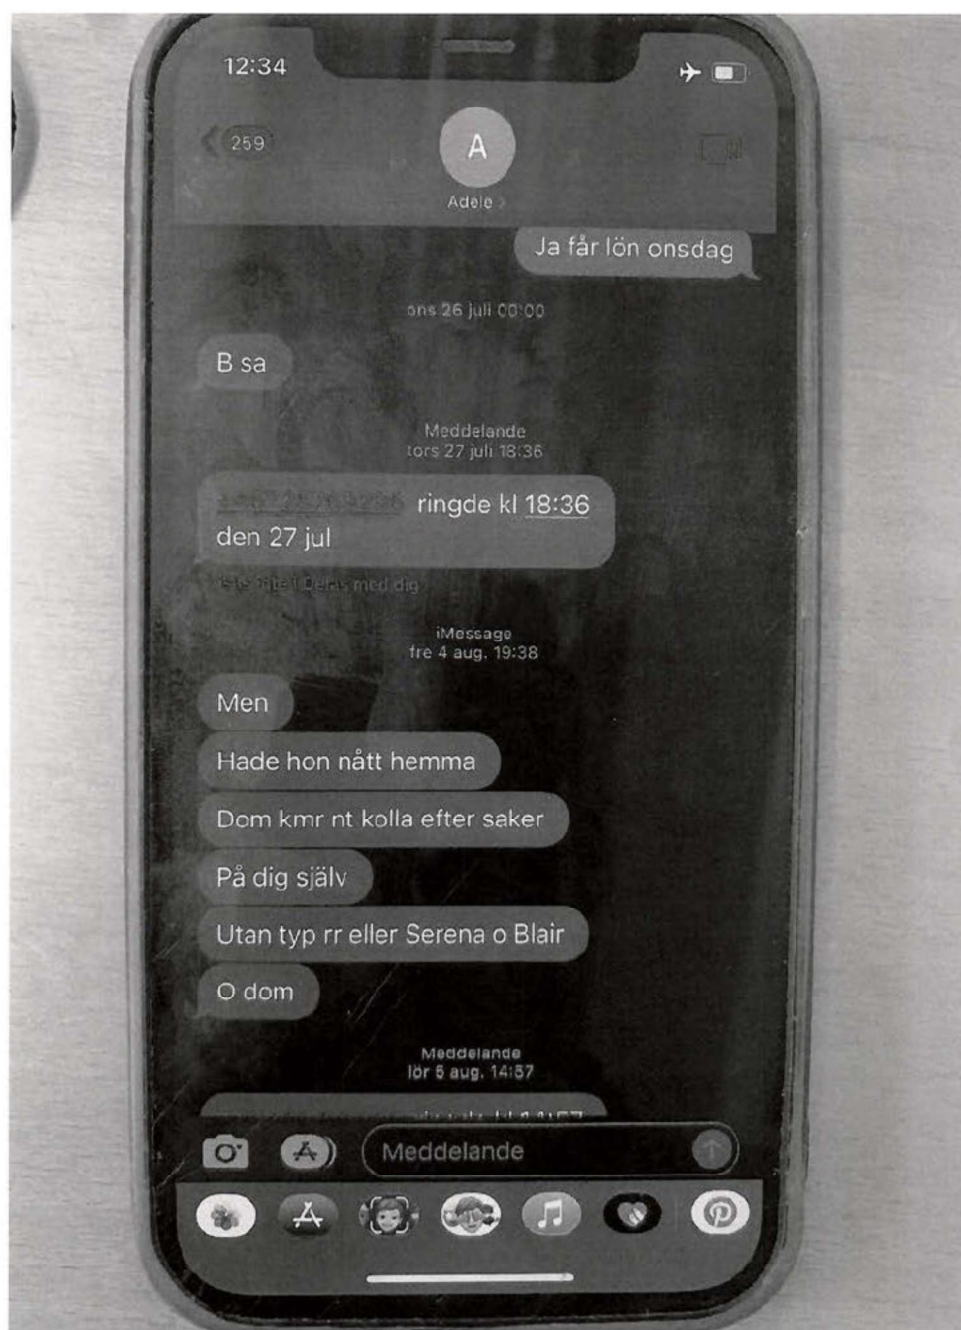 12:34
259
A
Adele
Ja får lön onsdag
ons 26 juli 00:00
B sa
Meddelande
tors 27 juli 18:36
ringde kl 18:36
den 27 jul
med dig
iMessage
fre 4 aug. 19:38
Men
Hade hon nått hemma
Dom kmr nt kolla efter saker
På dig själv
Utan typ rr eller Serena o Blair
O dom
Meddelande
lör 5 aug. 14:57
Meddelande